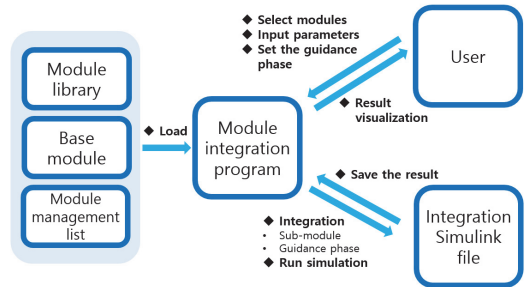 Module
library
Base
module
Module
management
list
◆ Load
Module
integration
program
◆ Select modules
◆ Input parameters
◆ Set the guidance
phase
User
◆ Result
visualization
◆ Save the result
◆ Integration
• Sub-module
• Guidance phase
◆ Run simulation
Integration
Simulink
file